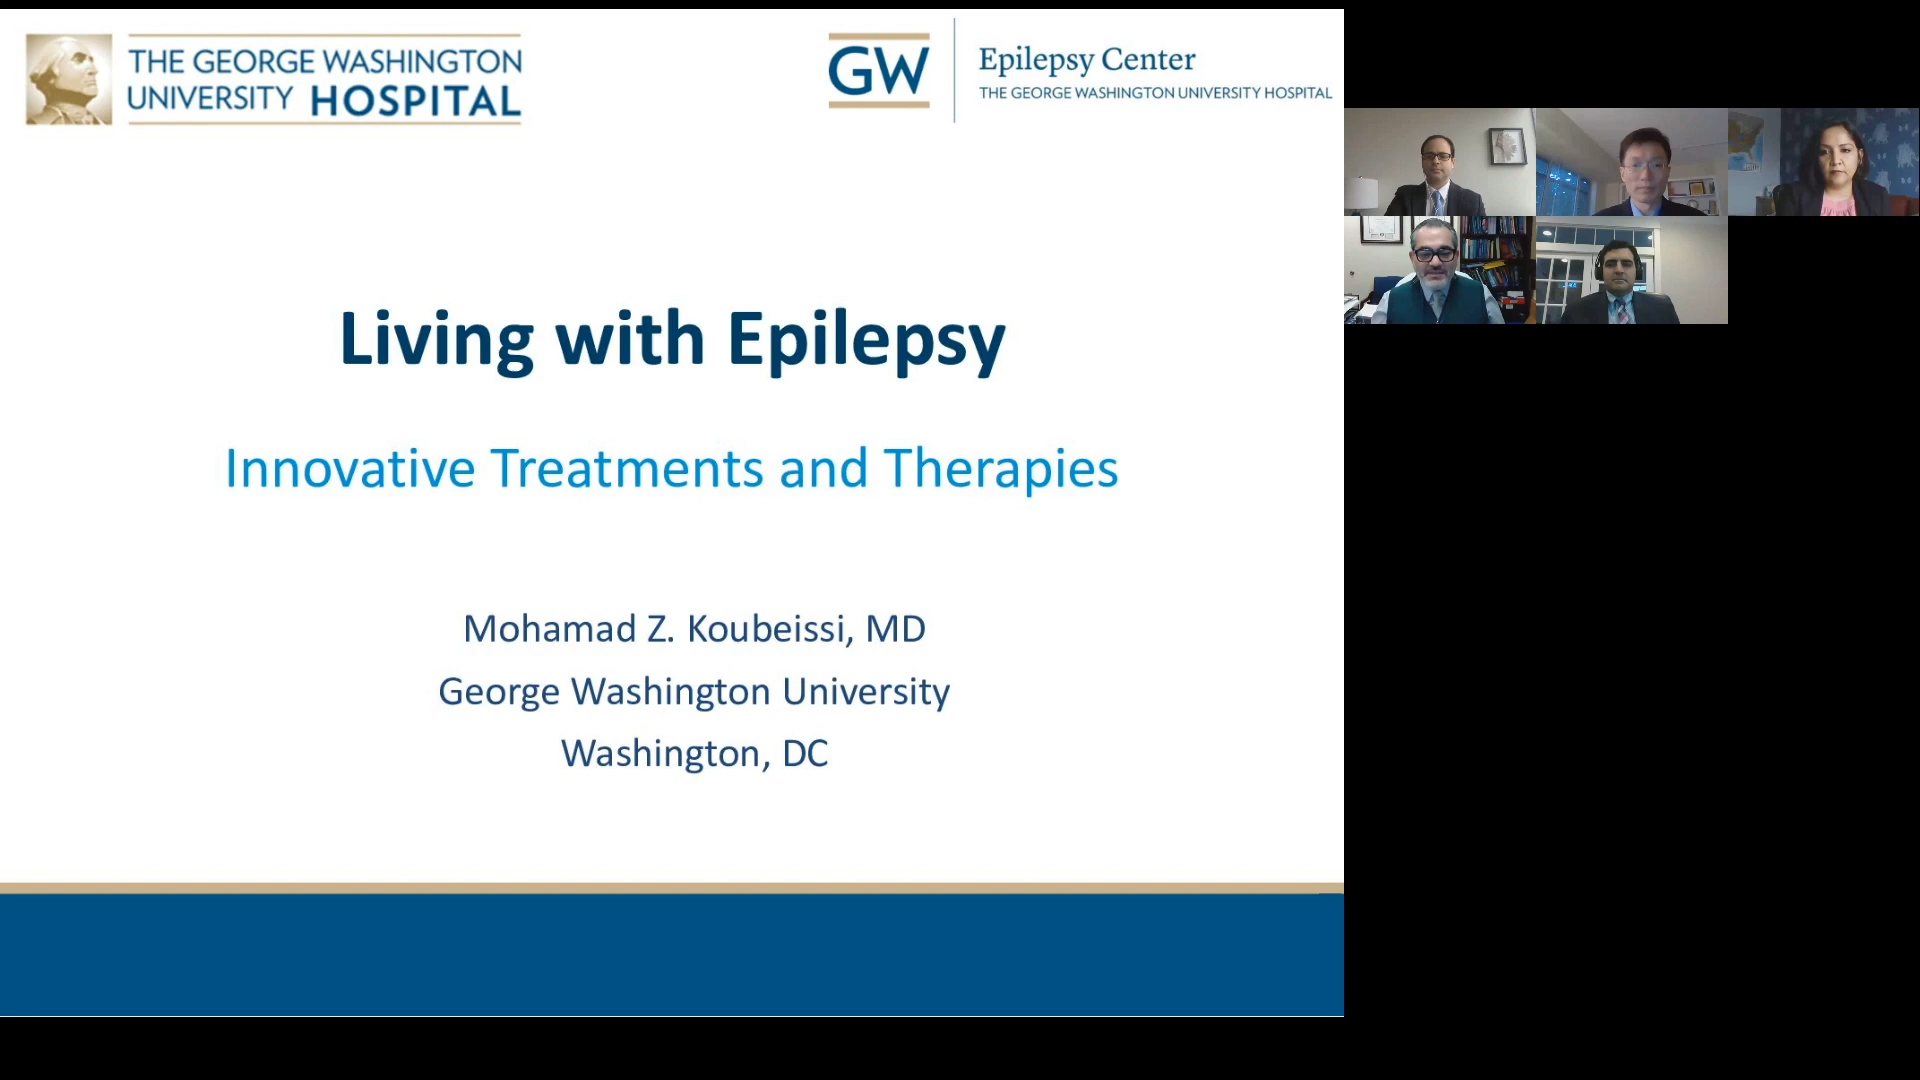 THE GEORGE WASHINGTON
UNIVERSITY HOSPITAL
GW
Epilepsy Center
THE GEORGE WASHINGTON UNIVERSITY HOSPITAL
Living with Epilepsy
Innovative Treatments and Therapies
Mohamad Z. Koubeissi, MD
George Washington University
Washington, DC